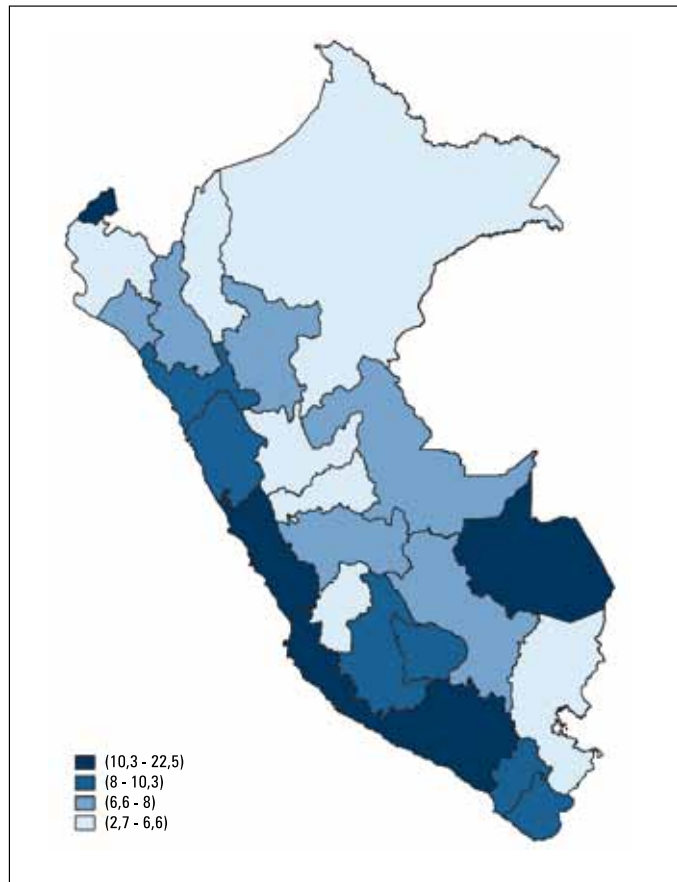 (10,3 - 22,5)
(8 - 10,3)
(6,6 - 8)
(2,7 - 6,6)